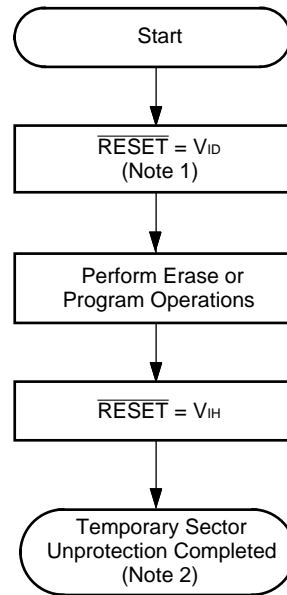 Start
RESET = VID
(Note 1)
Perform Erase or
Program Operations
RESET = VIH
Temporary Sector
Unprotection Completed
(Note 2)